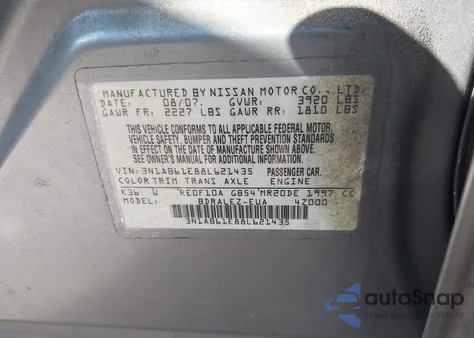 MANUFACTURED BY NISSAN MOTOR CO., LTD.
DATE: 08/07. GVWR: 3920 LBS
GAWR FR: 2227 LBS GAWR RR: 1810 LBS
THIS VEHICLE CONFORMS TO ALL APPLICABLE FEDERAL MOTOR
VEHICLE SAFETY, BUMPER AND THEFT PREVENTION STANDARDS
IN EFFECT ON THE DATE OF MANUFACTURE SHOWN ABOVE.
SEE OWNER'S MANUAL FOR ADDITIONAL INFORMATION.
VIN: 3N1AB61E88L621435 PASSENGER CAR.
COLOR TRIM TRANS AXLE ENGINE
K36 W RE0F10A GB54 MR20DE 1997 CC
MODEL: BDRALEZ-EUA 4Z000
3N1AB61E88L621435
autoSnap